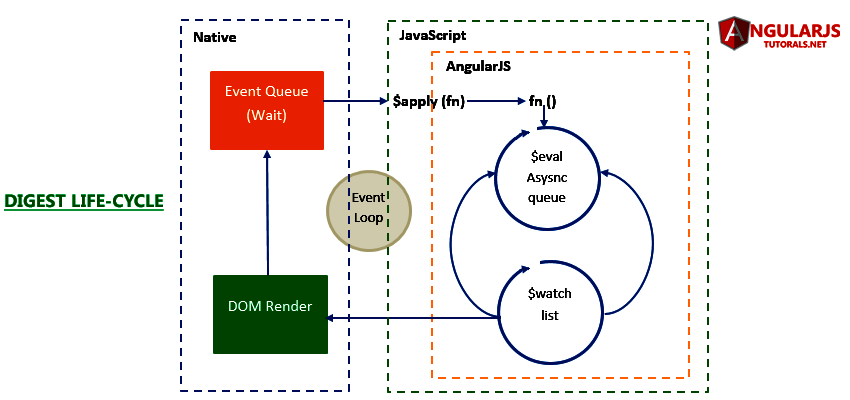 Native
JavaScript
ANGULARJS
TUTORALS.NET
AngularJS
Event Queue
(Wait)
$apply (fn)
fn ()
$eval
Asysnc
queue
DIGEST LIFE-CYCLE
Event
Loop
DOM Render
$watch
list